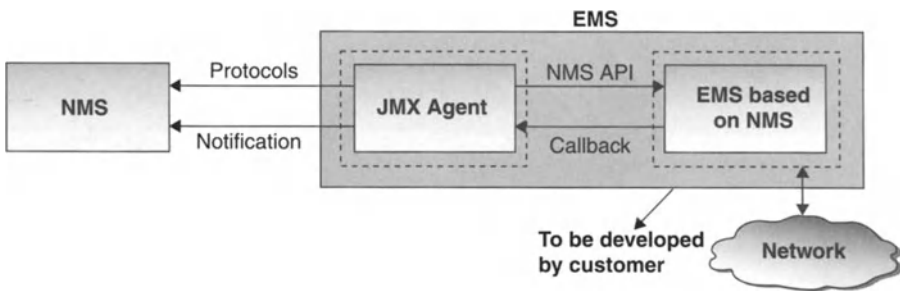 EMS
Protocols
NMS API
NMS
JMX Agent
EMS based
on NMS
Notification
Callback
To be developed
by customer
Network